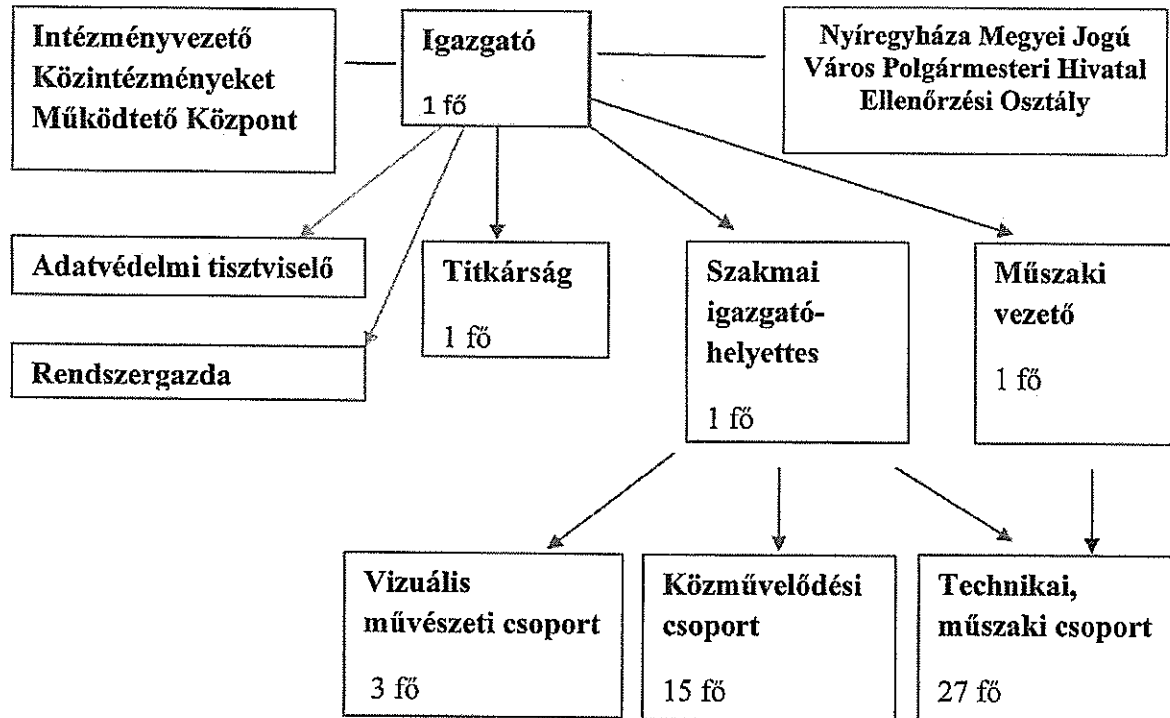 Intézményvezető
Közintézményeket
Működtető Központ
Igazgató
1 fő
Nyíregyháza Megyei Jogú
Város Polgármesteri Hivatal
Ellenőrzési Osztály
Adatvédelmi tisztviselő
Rendszergazda
Titkárság
1 fő
Szakmai
igazgató-
helyettes
1 fő
Műszaki
vezető
1 fő
Vizuális
művészeti csoport
3 fő
Közművelődési
csoport
15 fő
Technikai,
műszaki csoport
27 fő